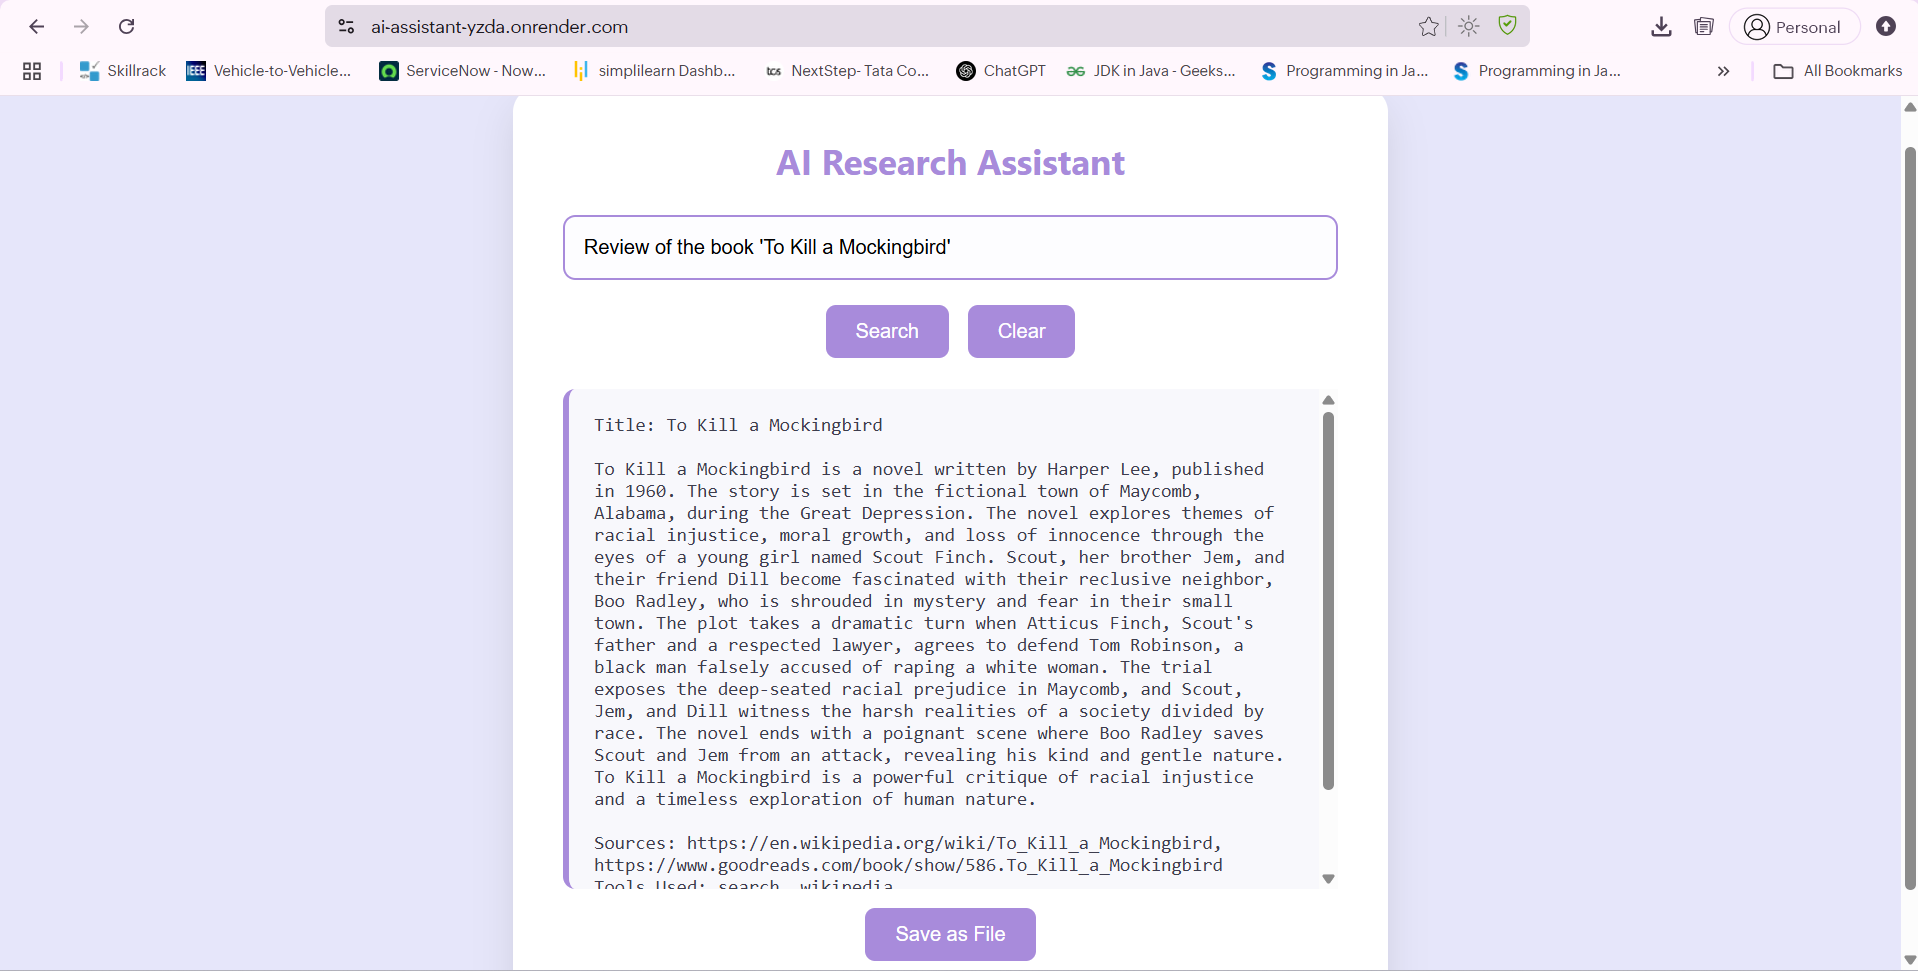 ai-assistant-yzda.onrender.com
Personal
Skillrack
IEEE Vehicle-to-Vehicle...
ServiceNow - Now...
simplilearn Dashb...
tcs NextStep- Tata Co...
ChatGPT
JDK in Java - Geeks...
Programming in Ja...
Programming in Ja...
All Bookmarks
AI Research Assistant
Review of the book 'To Kill a Mockingbird'
Search
Clear
Title: To Kill a Mockingbird
To Kill a Mockingbird is a novel written by Harper Lee, published
in 1960. The story is set in the fictional town of Maycomb,
Alabama, during the Great Depression. The novel explores themes of
racial injustice, moral growth, and loss of innocence through the
eyes of a young girl named Scout Finch. Scout, her brother Jem, and
their friend Dill become fascinated with their reclusive neighbor,
Boo Radley, who is shrouded in mystery and fear in their small
town. The plot takes a dramatic turn when Atticus Finch, Scout's
father and a respected lawyer, agrees to defend Tom Robinson, a
black man falsely accused of raping a white woman. The trial
exposes the deep-seated racial prejudice in Maycomb, and Scout,
Jem, and Dill witness the harsh realities of a society divided by
race. The novel ends with a poignant scene where Boo Radley saves
Scout and Jem from an attack, revealing his kind and gentle nature.
To Kill a Mockingbird is a powerful critique of racial injustice
and a timeless exploration of human nature.
Sources: https://en.wikipedia.org/wiki/To_Kill_a_Mockingbird,
https://www.goodreads.com/book/show/586.To_Kill_a_Mockingbird
Tools Used: search, wikipedia
Save as File